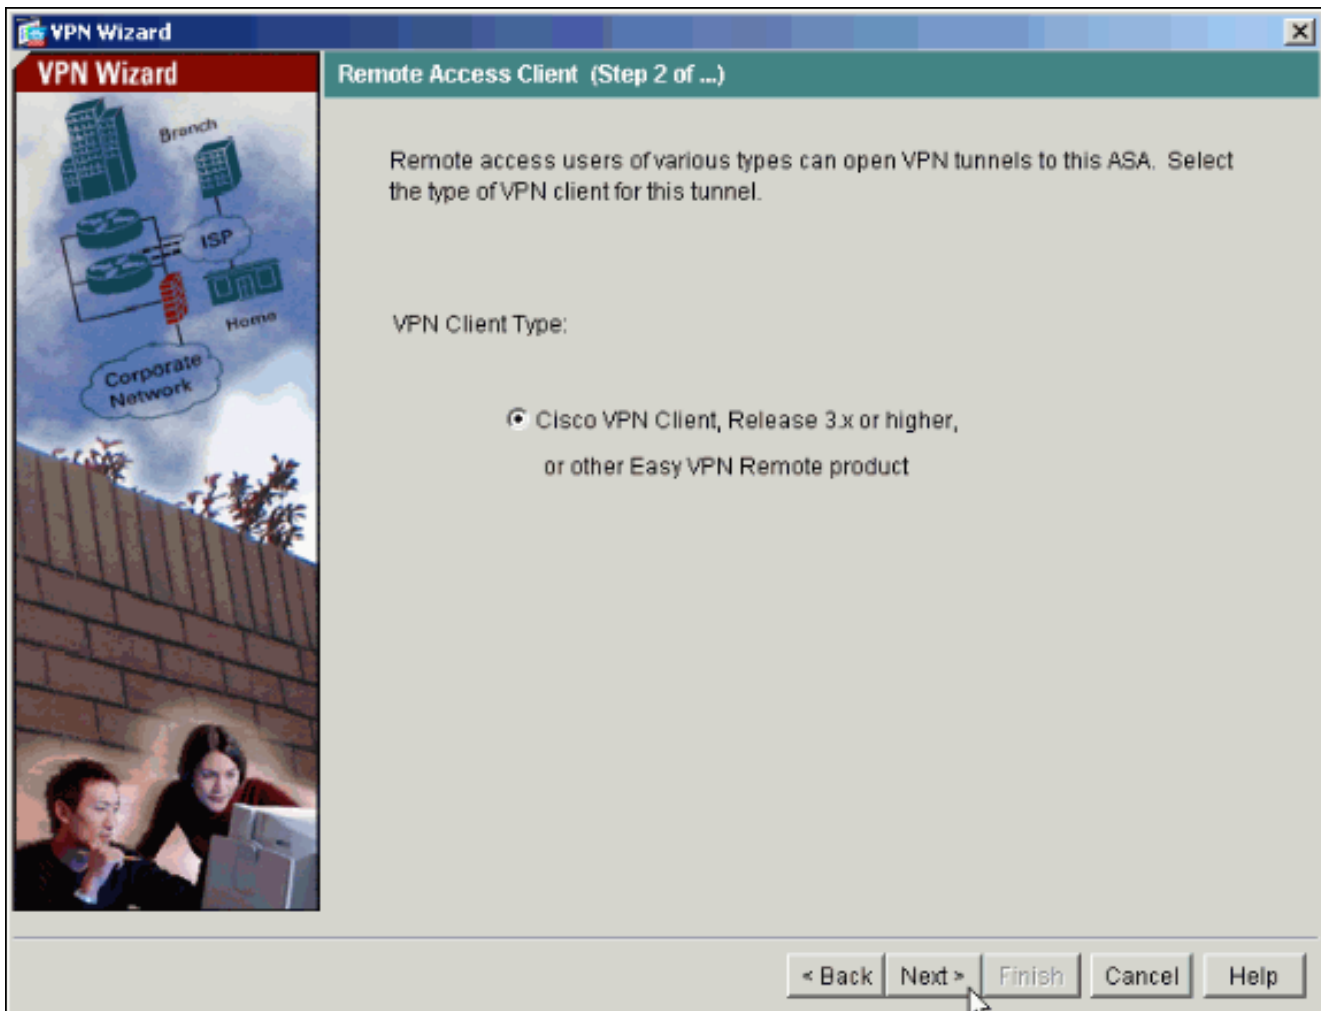 VPN Wizard
VPN Wizard
Remote Access Client (Step 2 of ...)
Branch
ISP
Home
Corporate
Network
Remote access users of various types can open VPN tunnels to this ASA. Select
the type of VPN client for this tunnel.
VPN Client Type:
Cisco VPN Client, Release 3.x or higher,
or other Easy VPN Remote product
< Back
Next >
Finish
Cancel
Help